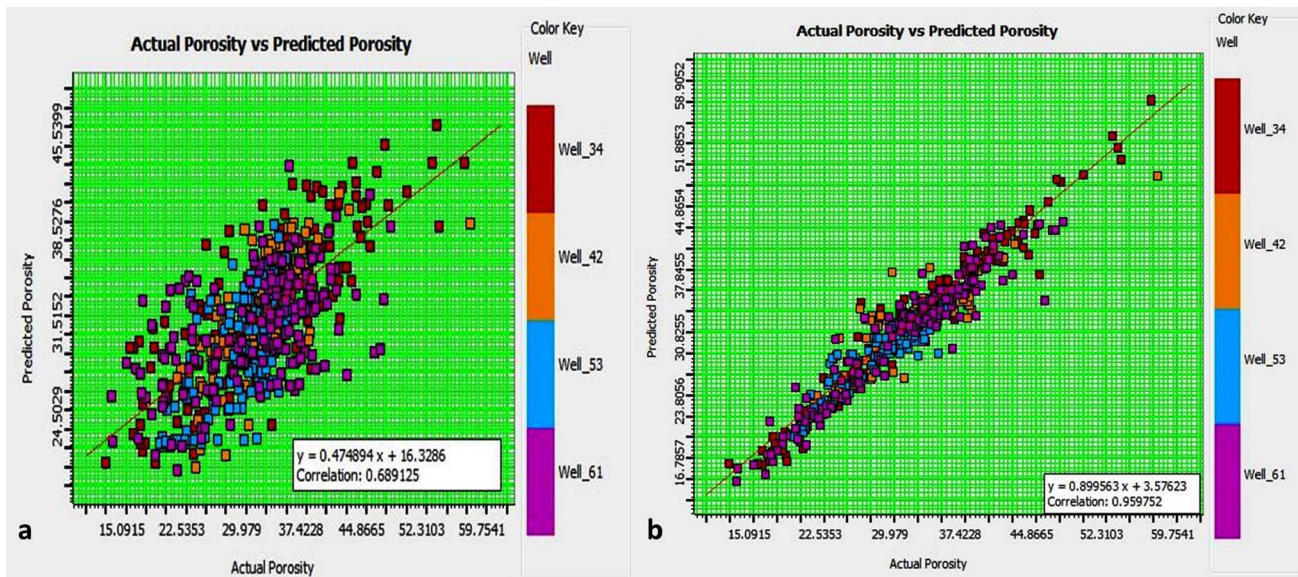 Actual Porosity vs Predicted Porosity
Color Key
Well
Well_34
Well_42
Well_53
Well_61
Predicted Porosity
45.5399
38.5276
31.5152
24.5029
y = 0.474894 x + 16.3286
Correlation: 0.689125
15.0915 22.5353 29.979 37.4228 44.8665 52.3103 59.7541
Actual Porosity
a
Actual Porosity vs Predicted Porosity
Color Key
Well
Well_34
Well_42
Well_53
Well_61
Predicted Porosity
58.9052
51.8853
44.8654
37.8455
30.8255
23.8056
16.7857
y = 0.899563 x + 3.57623
Correlation: 0.959752
15.0915 22.5353 29.979 37.4228 44.8665 52.3103 59.7541
Actual Porosity
b